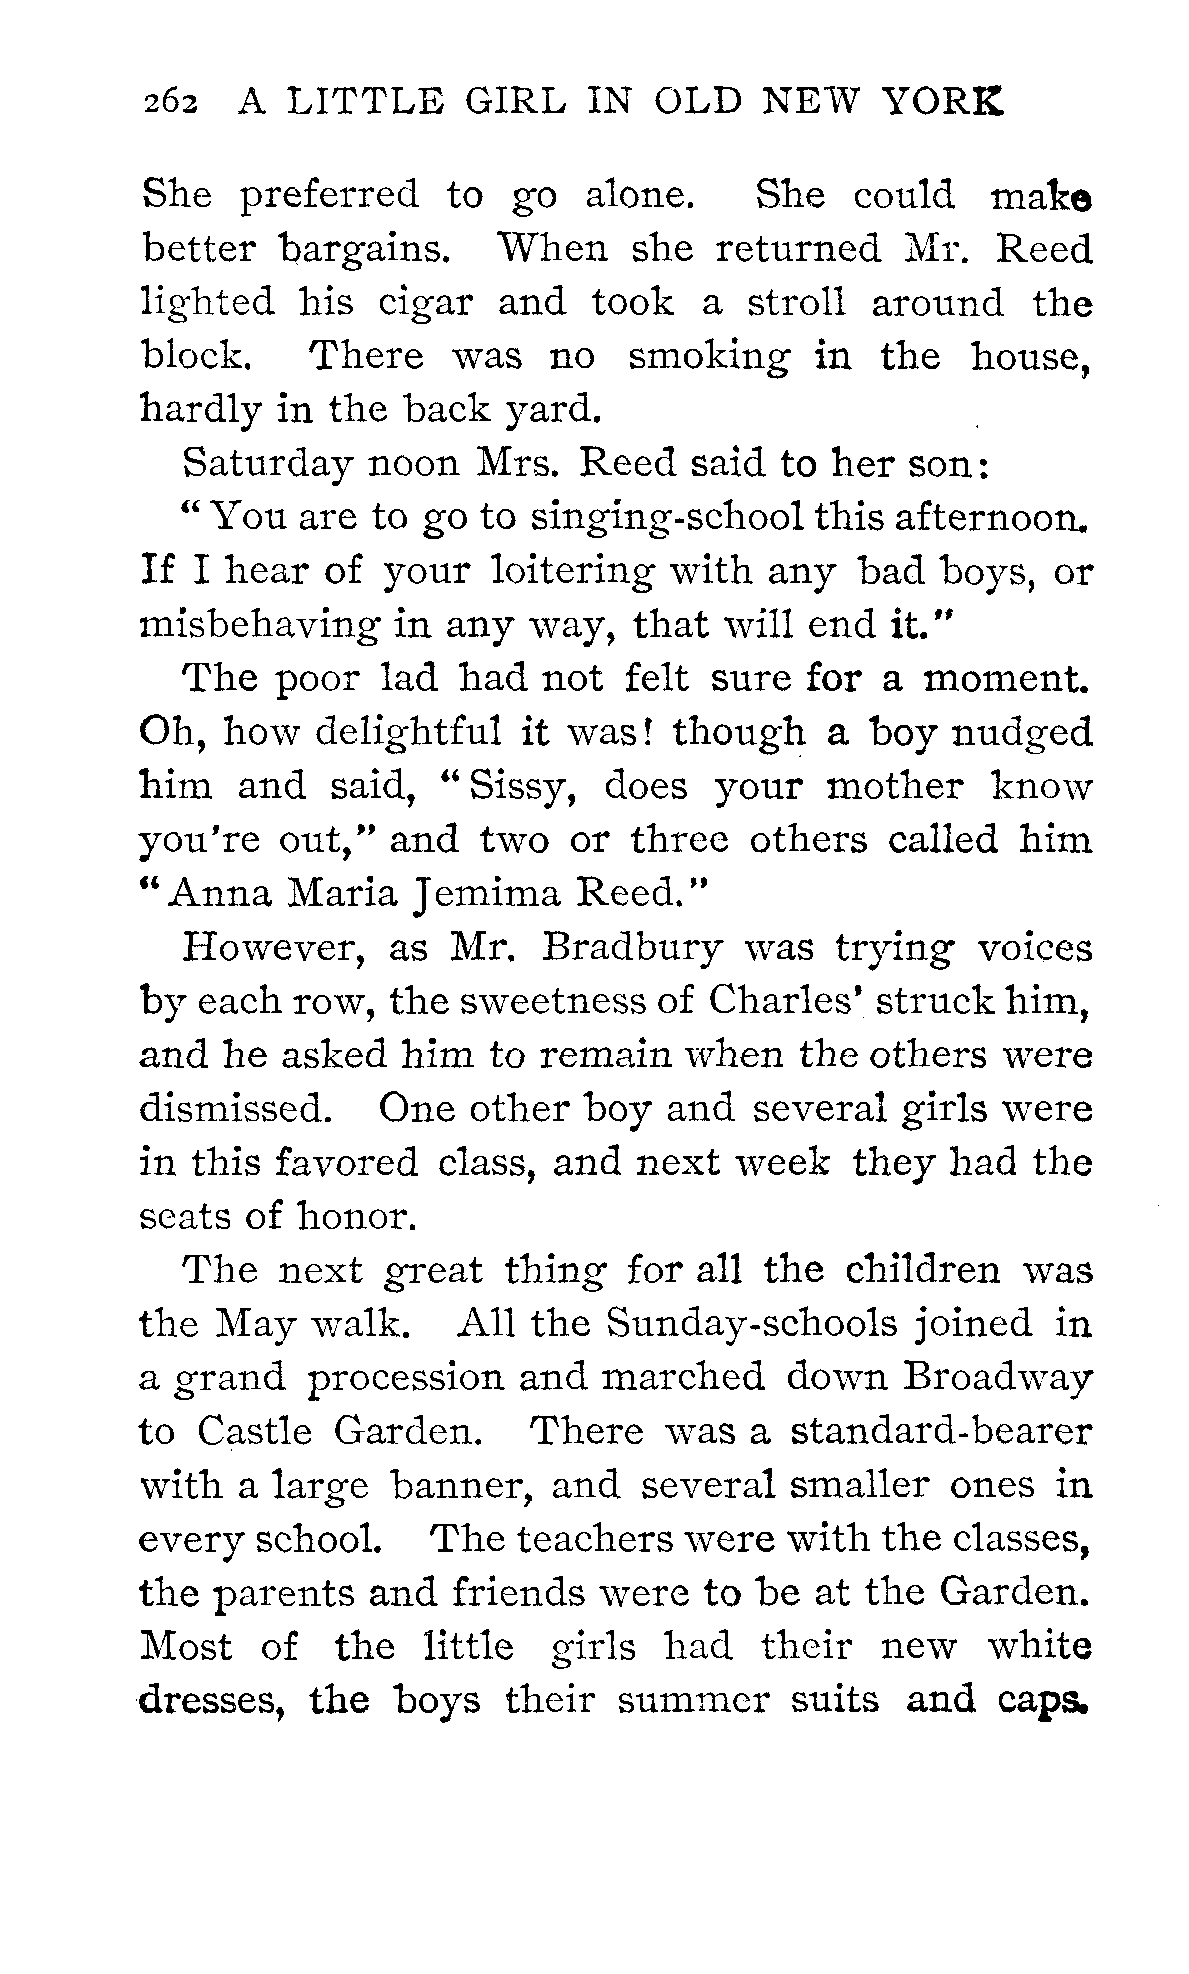 262 A LITTLE GIRL IN OLD NEW YORK
She preferred to go alone. She could make
better bargains. When she returned Mr. Reed
lighted his cigar and took a stroll around the
block. There was no smoking in the house,
hardly in the back yard.
Saturday noon Mrs. Reed said to her son:
"You are to go to singing-school this afternoon.
If I hear of your loitering with any bad boys, or
misbehaving in any way, that will end it."
The poor lad had not felt sure for a moment.
Oh, how delightful it was! though a boy nudged
him and said, "Sissy, does your mother know
you're out," and two or three others called him
"Anna Maria Jemima Reed."
However, as Mr. Bradbury was trying voices
by each row, the sweetness of Charles' struck him,
and he asked him to remain when the others were
dismissed. One other boy and several girls were
in this favored class, and next week they had the
seats of honor.
The next great thing for all the children was
the May walk. All the Sunday-schools joined in
a grand procession and marched down Broadway
to Castle Garden. There was a standard-bearer
with a large banner, and several smaller ones in
every school. The teachers were with the classes,
the parents and friends were to be at the Garden.
Most of the little girls had their new white
dresses, the boys their summer suits and caps.